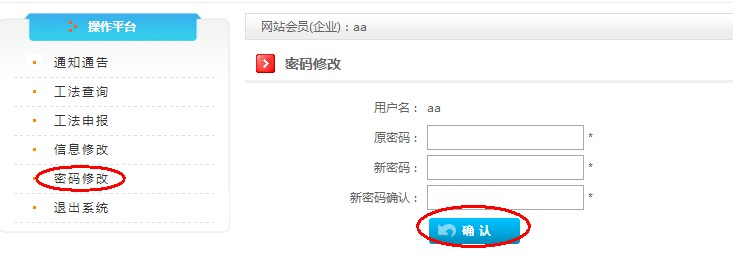 操作平台
通知通告
工法查询
工法申报
信息修改
密码修改
退出系统
网站会员(企业)：aa
密码修改
用户名： aa
原密码： *
新密码： *
新密码确认： *
确 认